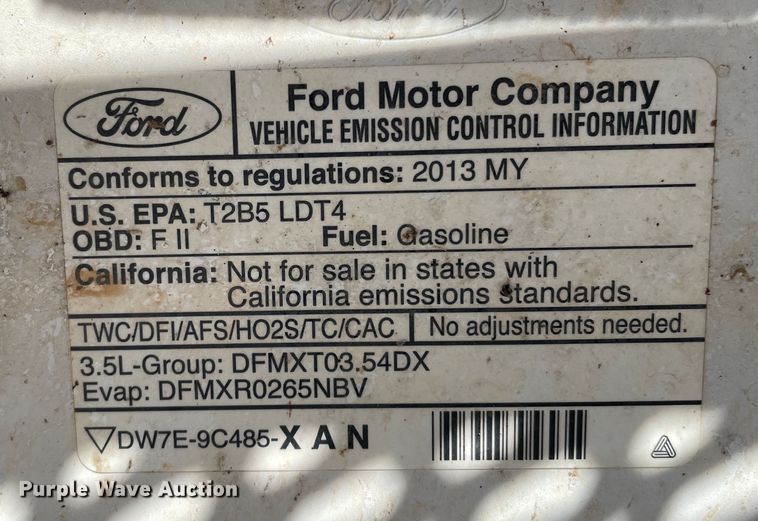 Ford
Ford
Ford Motor Company
VEHICLE EMISSION CONTROL INFORMATION
Conforms to regulations: 2013 MY
U.S. EPA: T2B5 LDT4
OBD: F II Fuel: Gasoline
California: Not for sale in states with
California emissions standards.
TWC/DFI/AFS/HO2S/TC/CAC No adjustments needed.
3.5L-Group: DFMXT03.54DX
Evap: DFMXR0265NBV
DW7E-9C485-X A N
Purple Wave Auction